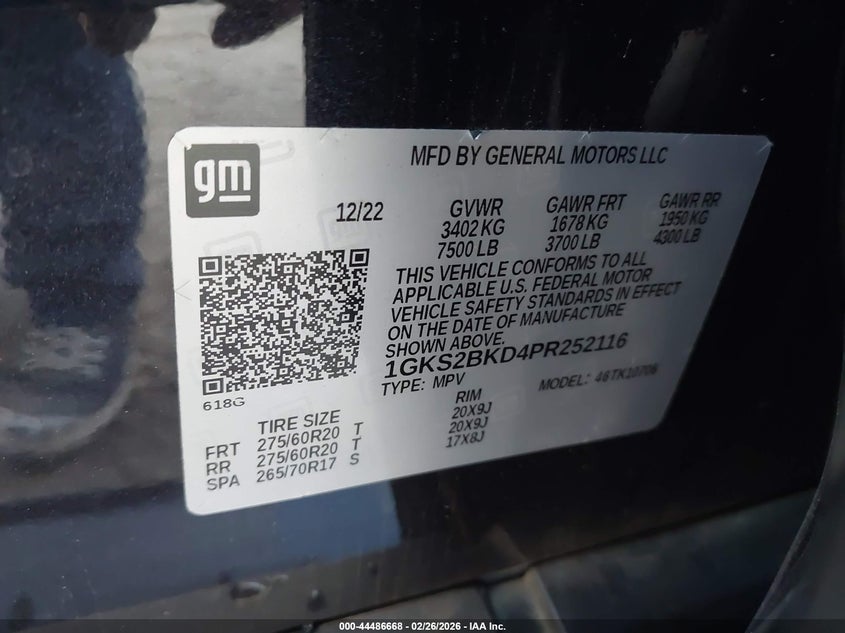 gm
MFD BY GENERAL MOTORS LLC
12/22
GVWR
3402 KG
7500 LB
GAWR FRT
1678 KG
3700 LB
GAWR RR
1950 KG
4300 LB
THIS VEHICLE CONFORMS TO ALL
APPLICABLE U.S. FEDERAL MOTOR
VEHICLE SAFETY STANDARDS IN EFFECT
ON THE DATE OF MANUFACTURE
SHOWN ABOVE.
1GKS2BKD4PR252116
TYPE: MPV
MODEL: 46TK10706
618G
TIRE SIZE
RIM
FRT 275/60R20 T 20X9J
RR 275/60R20 T 20X9J
SPA 265/70R17 S 17X8J
000-44486668 - 02/26/2026 - IAA Inc.